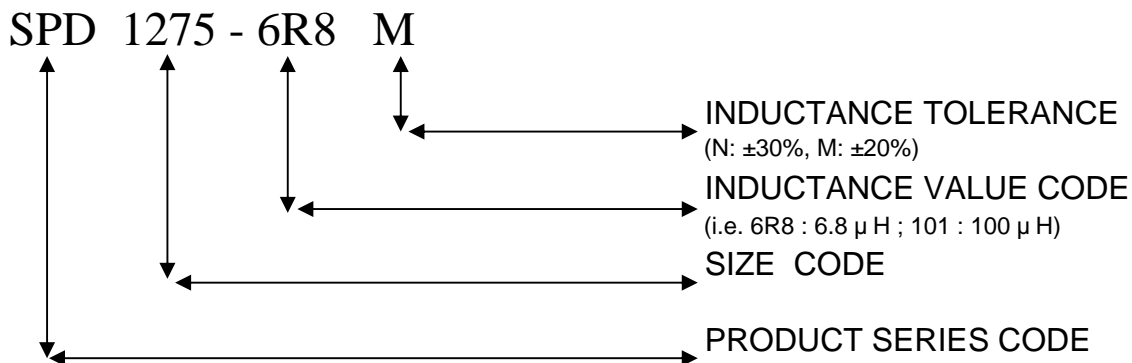 SPD 1275 - 6R8 M
INDUCTANCE TOLERANCE
(N: ±30%, M: ±20%)
INDUCTANCE VALUE CODE
(i.e. 6R8 : 6.8 µ H ; 101 : 100 µ H)
SIZE CODE
PRODUCT SERIES CODE